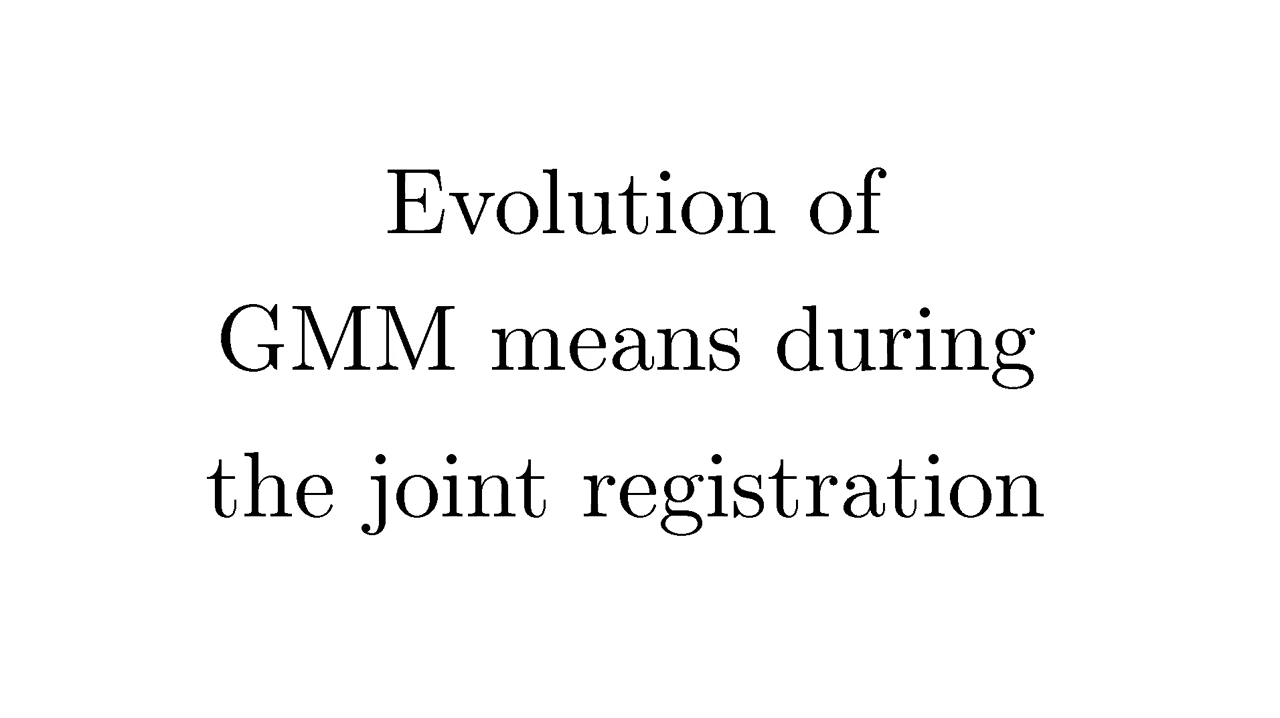 Evolution of
GMM means during
the joint registration